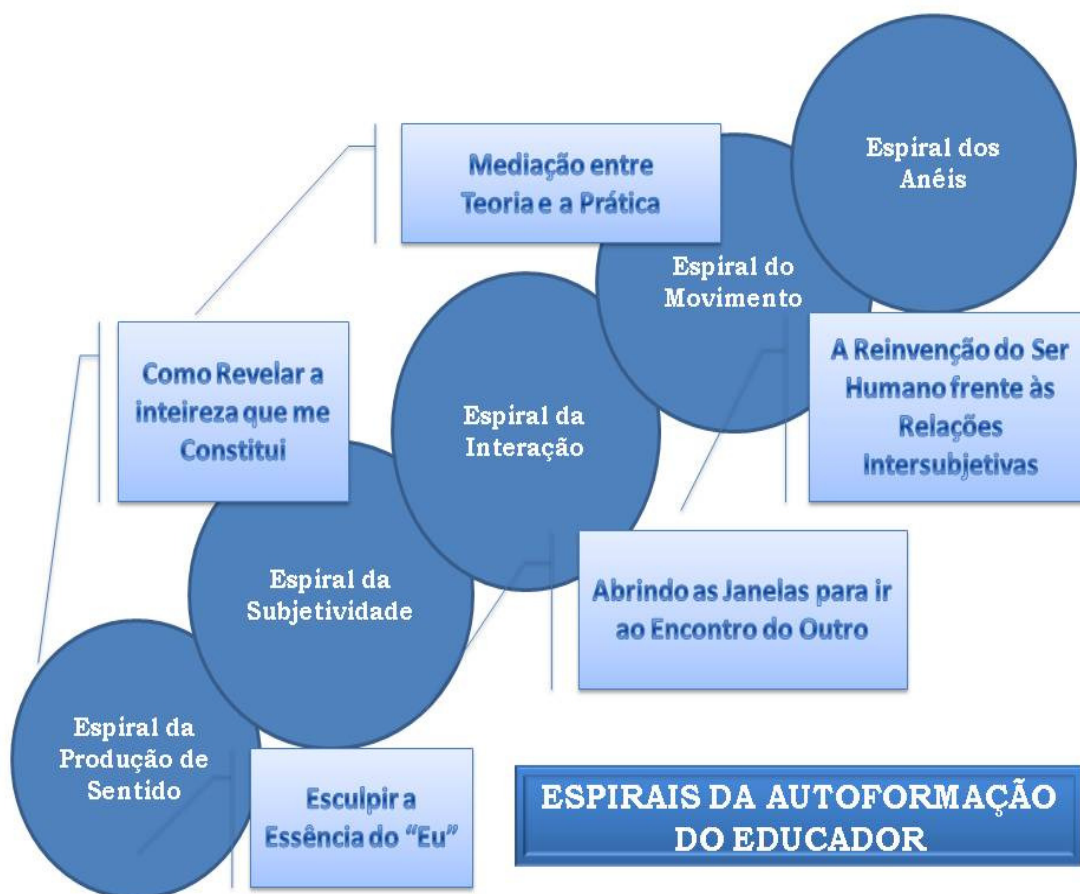 Espiral dos
Anéis
Mediação entre
Teoria e a Prática
Espiral do
Movimento
A Reinvenção do Ser
Humano frente às
Relações
Intersubjetivas
Como Revelar a
inteireza que me
Constitui
Espiral da
Interação
Espiral da
Subjetividade
Abrindo as Janelas para ir
ao Encontro do Outro
Espiral da
Produção de
Sentido
Esculpir a
Essência do “Eu”
ESPIRAIS DA AUTOFORMAÇÃO
DO EDUCADOR